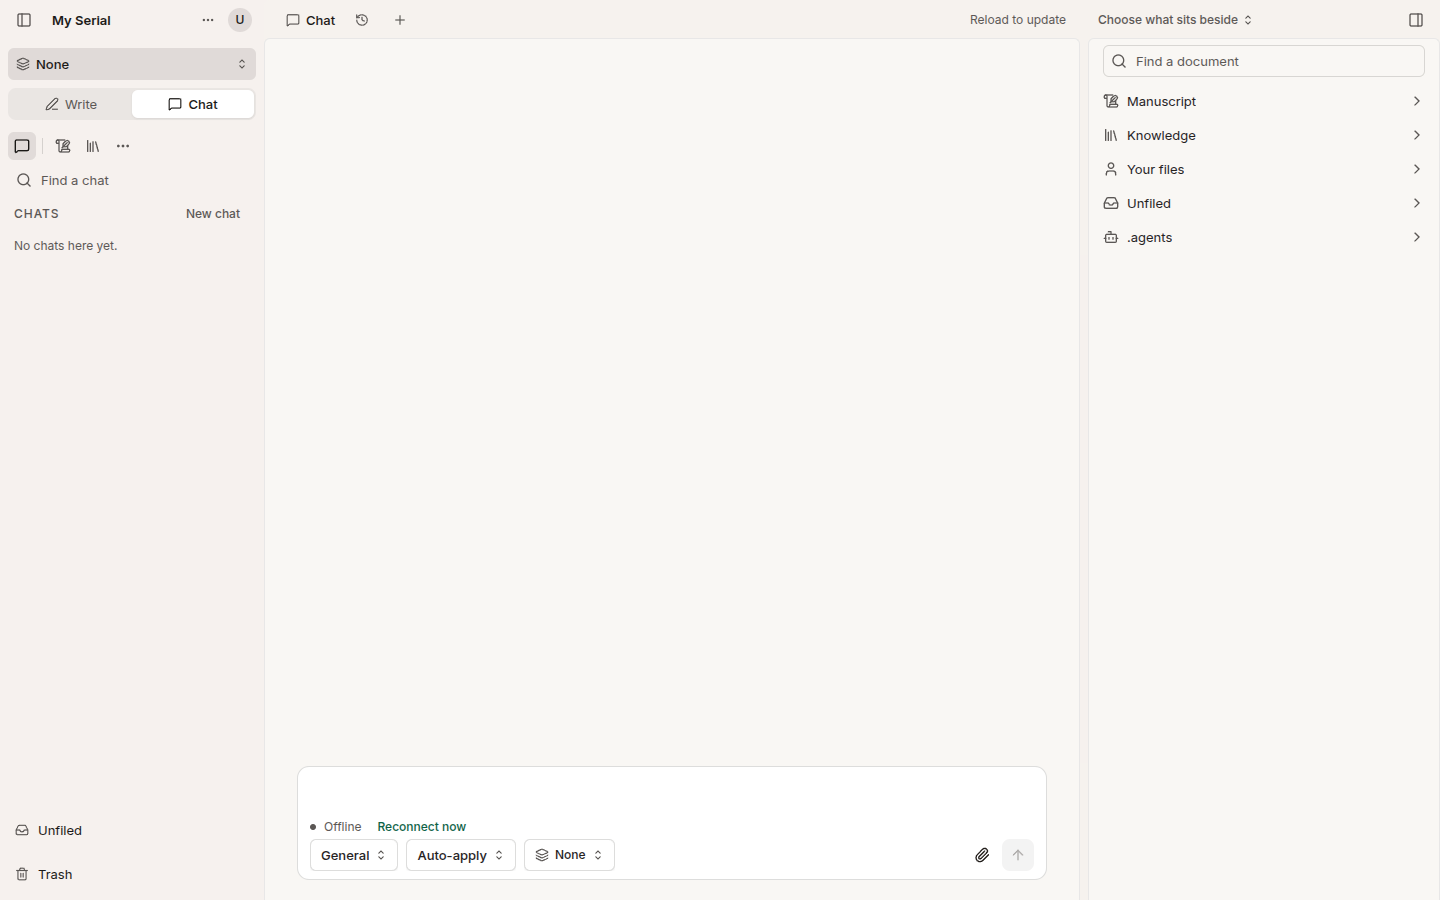 My Serial
U
None
Write
Chat
Find a chat
CHATS
New chat
No chats here yet.
Unfiled
Trash
Chat
Reload to update
Offline
Reconnect now
General
Auto-apply
None
Choose what sits beside
Find a document
Manuscript
Knowledge
Your files
Unfiled
.agents